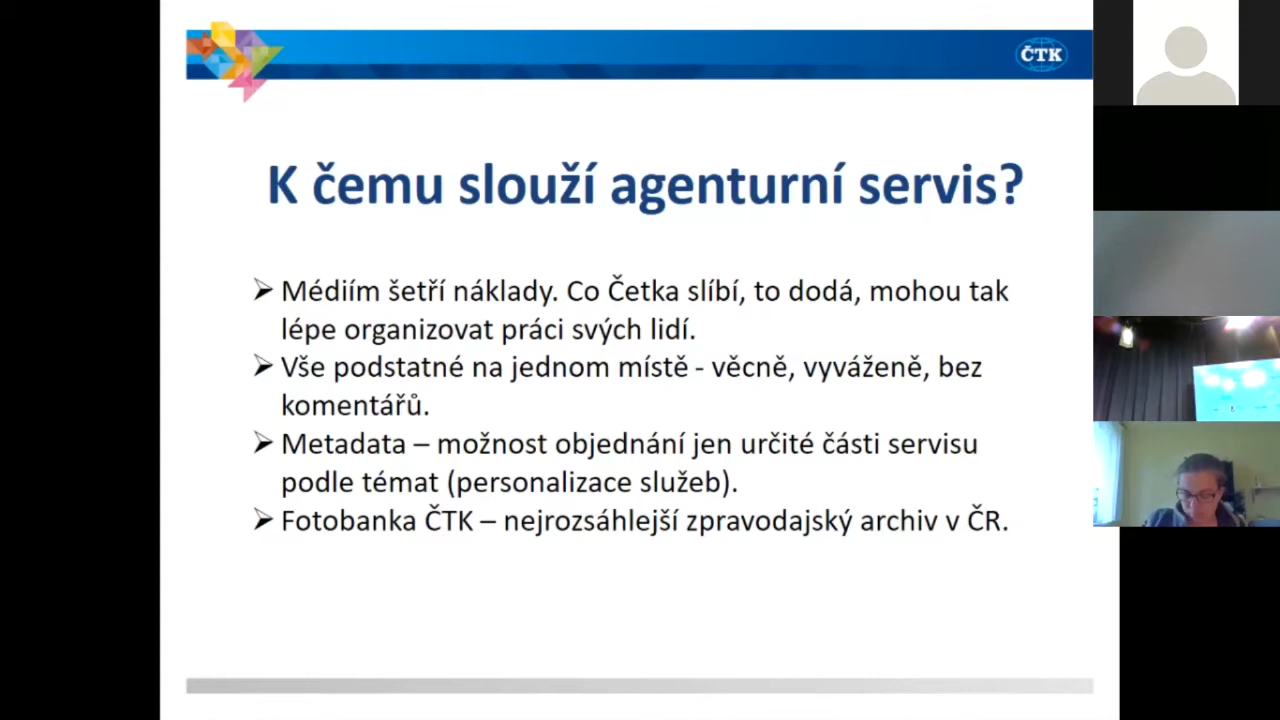 ČTK
K čemu slouží agenturní servis?
➢ Médiím šetří náklady. Co Četka slíbí, to dodá, mohou tak
lépe organizovat práci svých lidí.
➢ Vše podstatné na jednom místě - věcně, vyváženě, bez
komentářů.
➢ Metadata – možnost objednání jen určité části servisu
podle témat (personalizace služeb).
➢ Fotobanka ČTK – nejrozsáhlejší zpravodajský archiv v ČR.